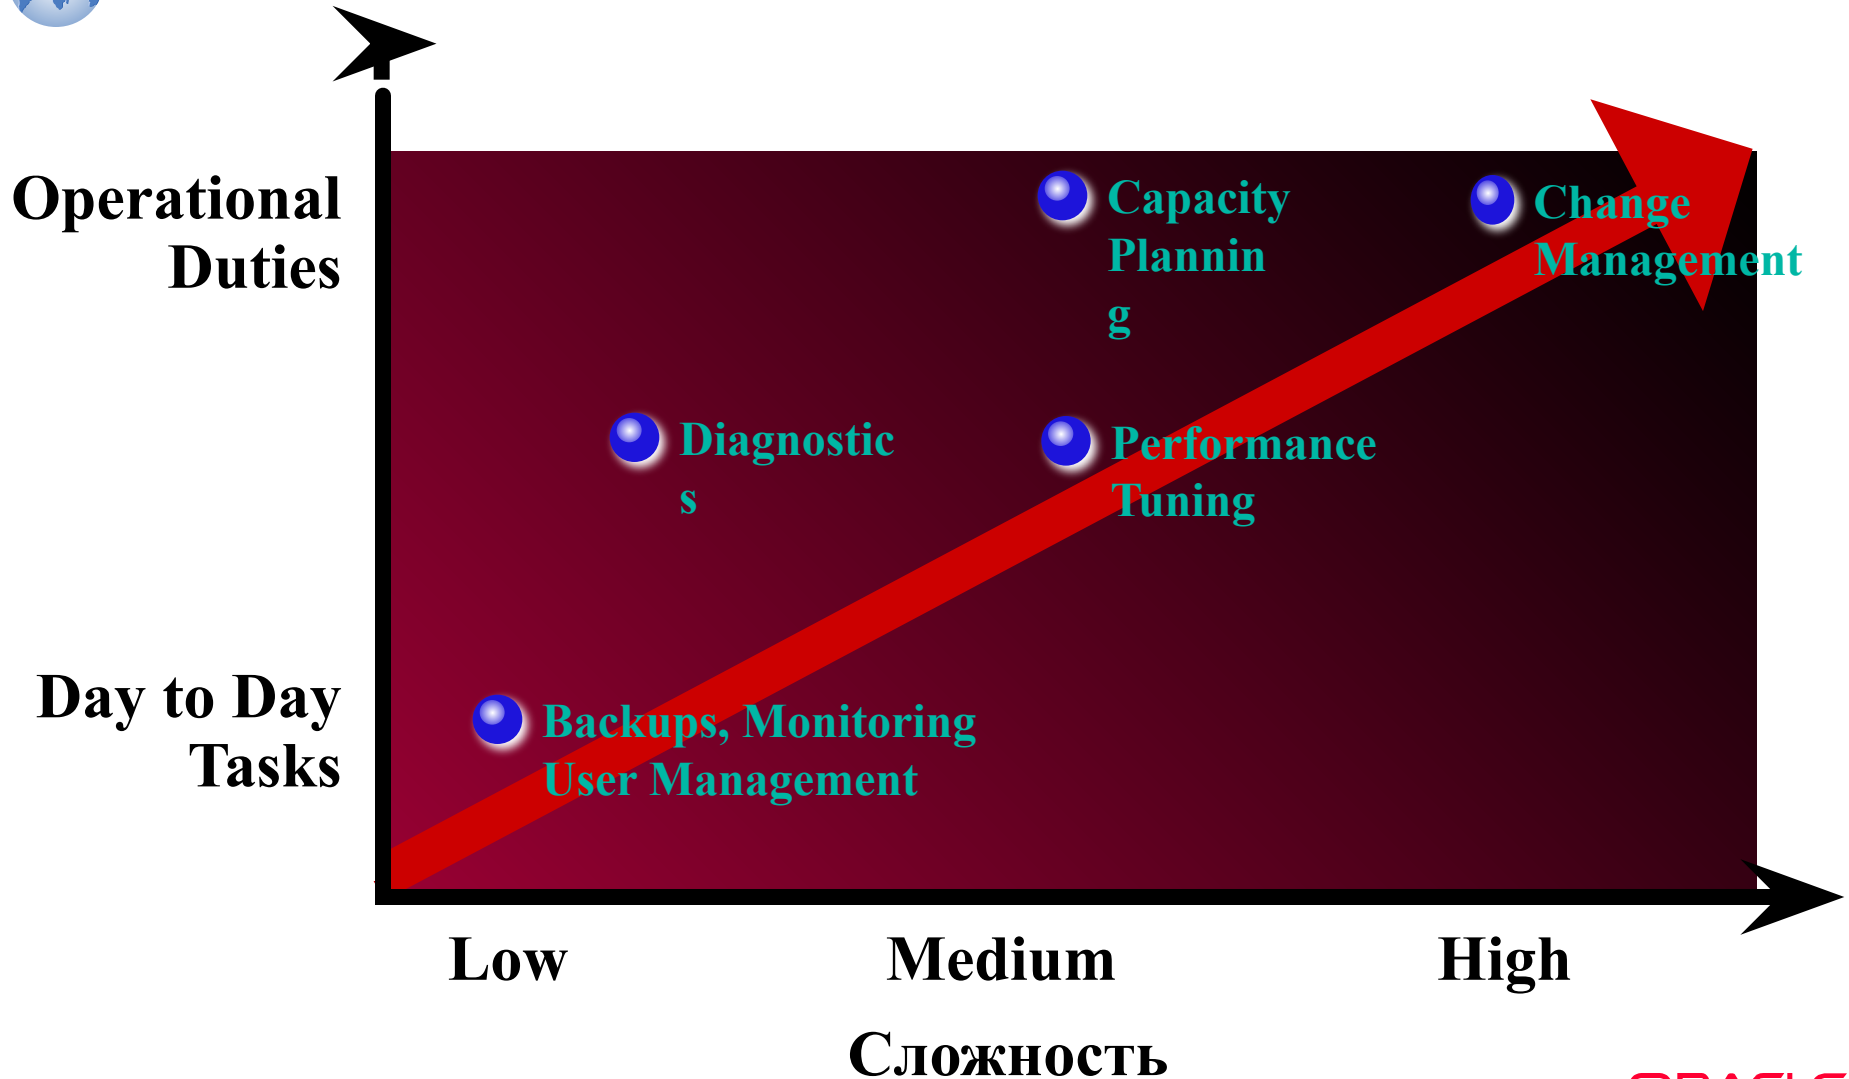 Operational
Duties
Capacity
Plannin
g
Change
Management
Diagnostic
s
Performance
Tuning
Day to Day
Tasks
Backups, Monitoring
User Management
Low
Medium
High
Сложность